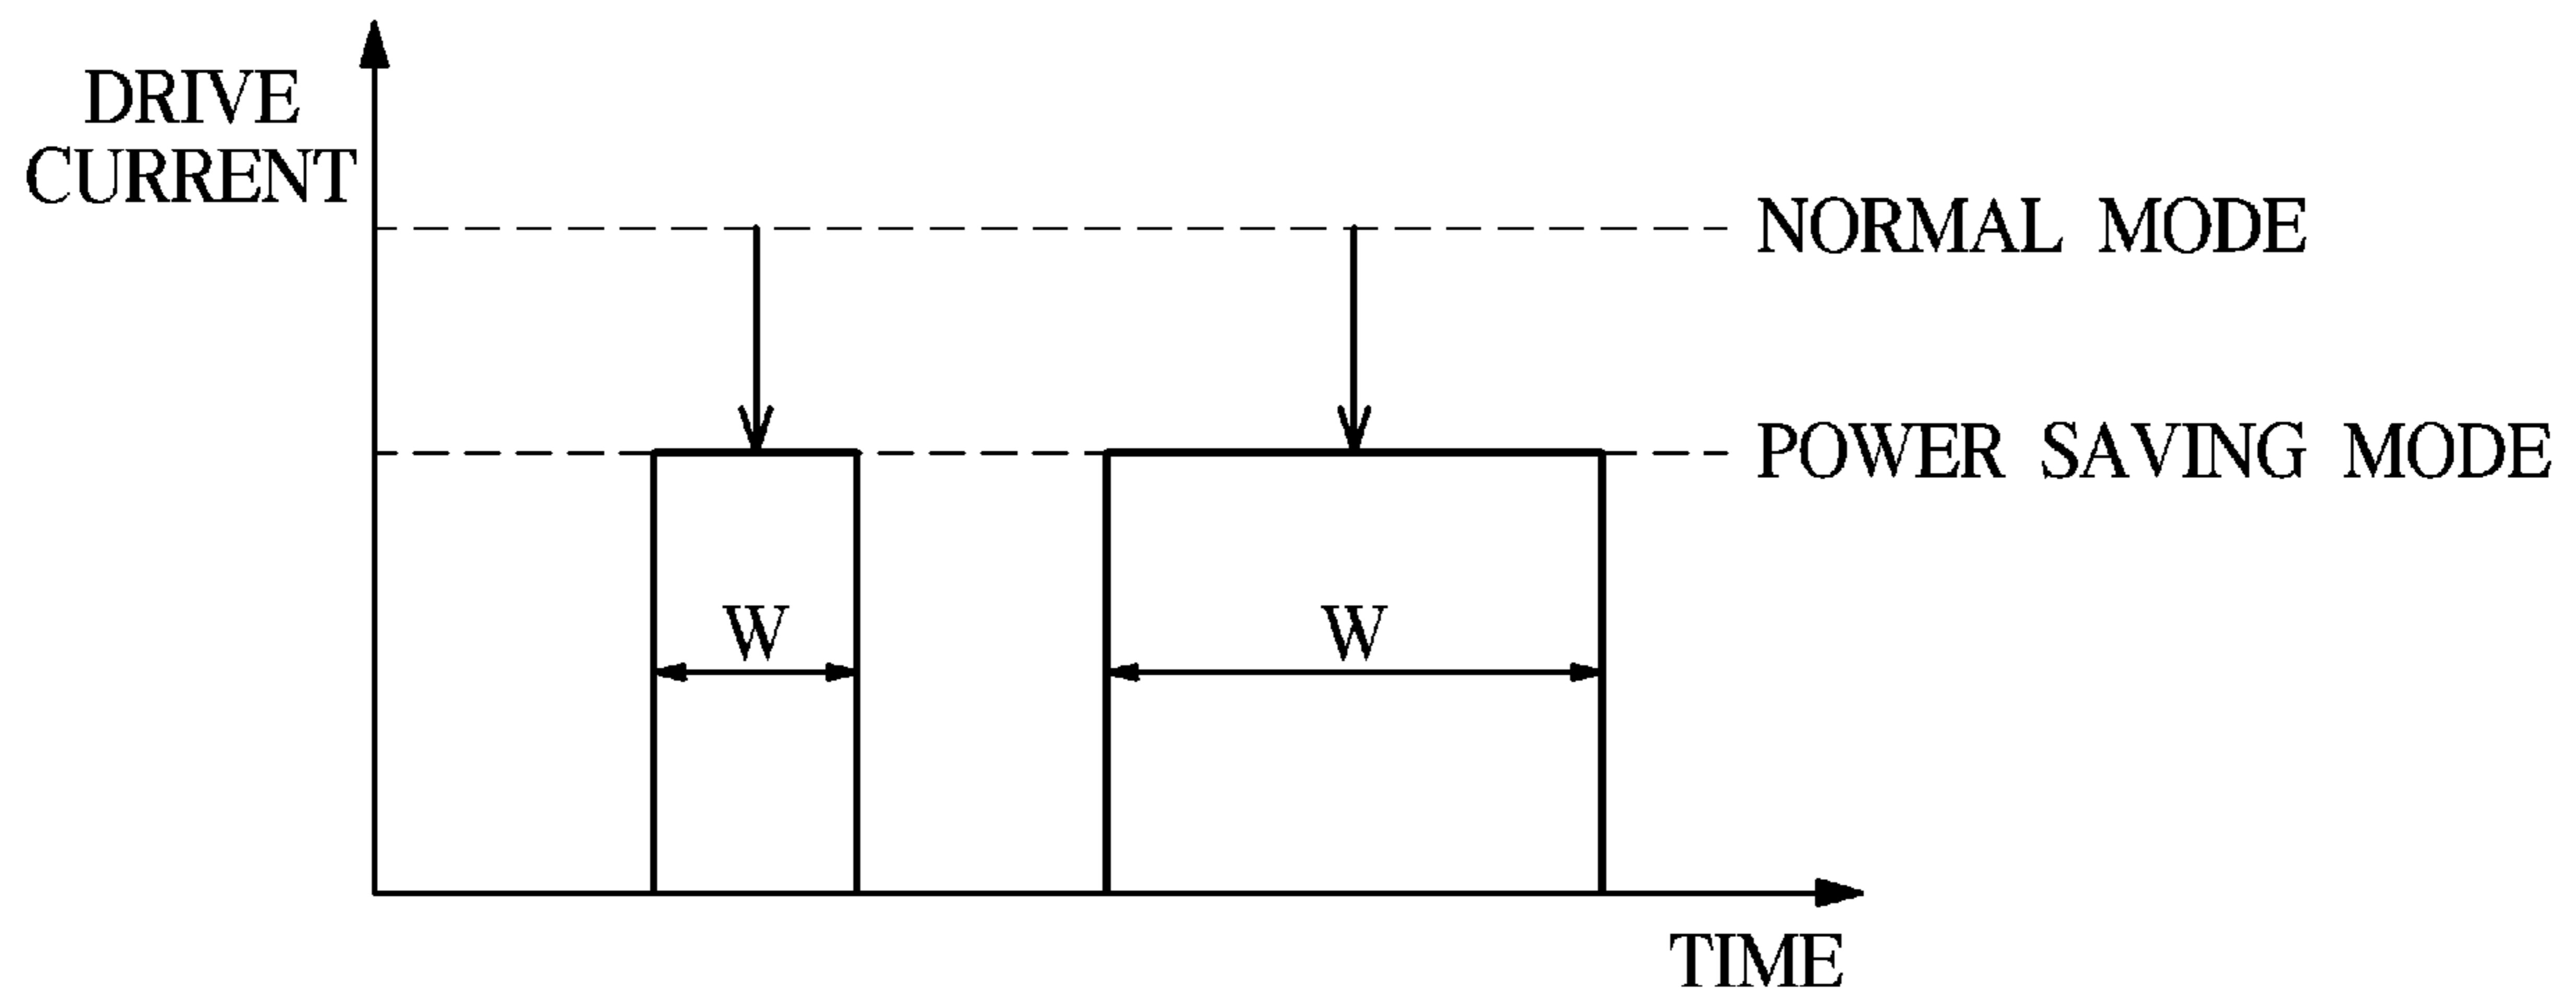 DRIVE
CURRENT
NORMAL MODE
POWER SAVING MODE
W
W
TIME